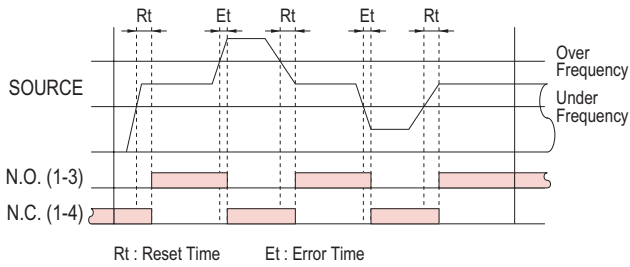 Rt Et Rt Et Rt
Over
Frequency
SOURCE
Under
Frequency
N.O. (1-3)
N.C. (1-4)
Rt : Reset Time Et : Error Time